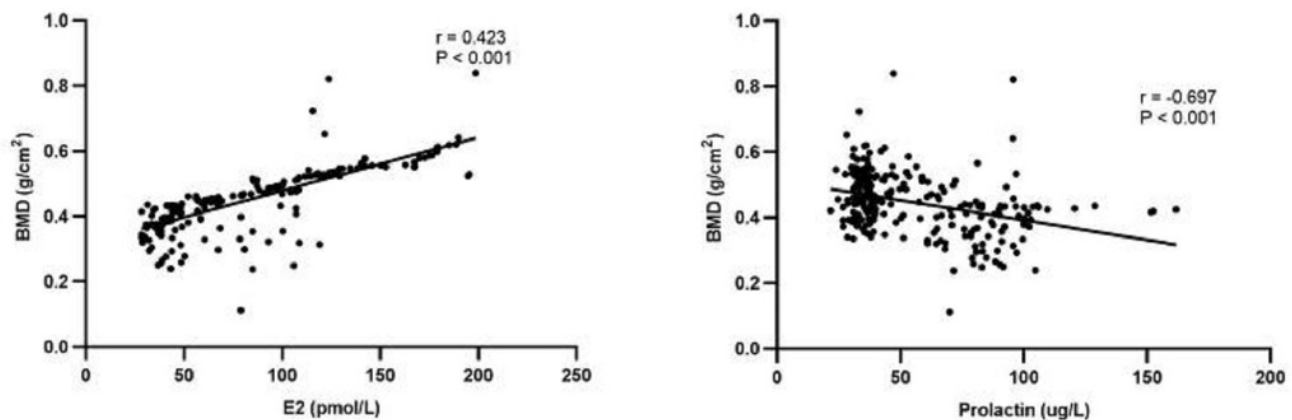 1.0
0.8
0.6
0.4
0.2
0.0
BMD (g/cm²)
r = 0.423
P < 0.001
0 50 100 150 200 250
E2 (pmol/L)
1.0
0.8
0.6
0.4
0.2
0.0
BMD (g/cm²)
r = -0.697
P < 0.001
0 50 100 150 200
Prolactin (ug/L)